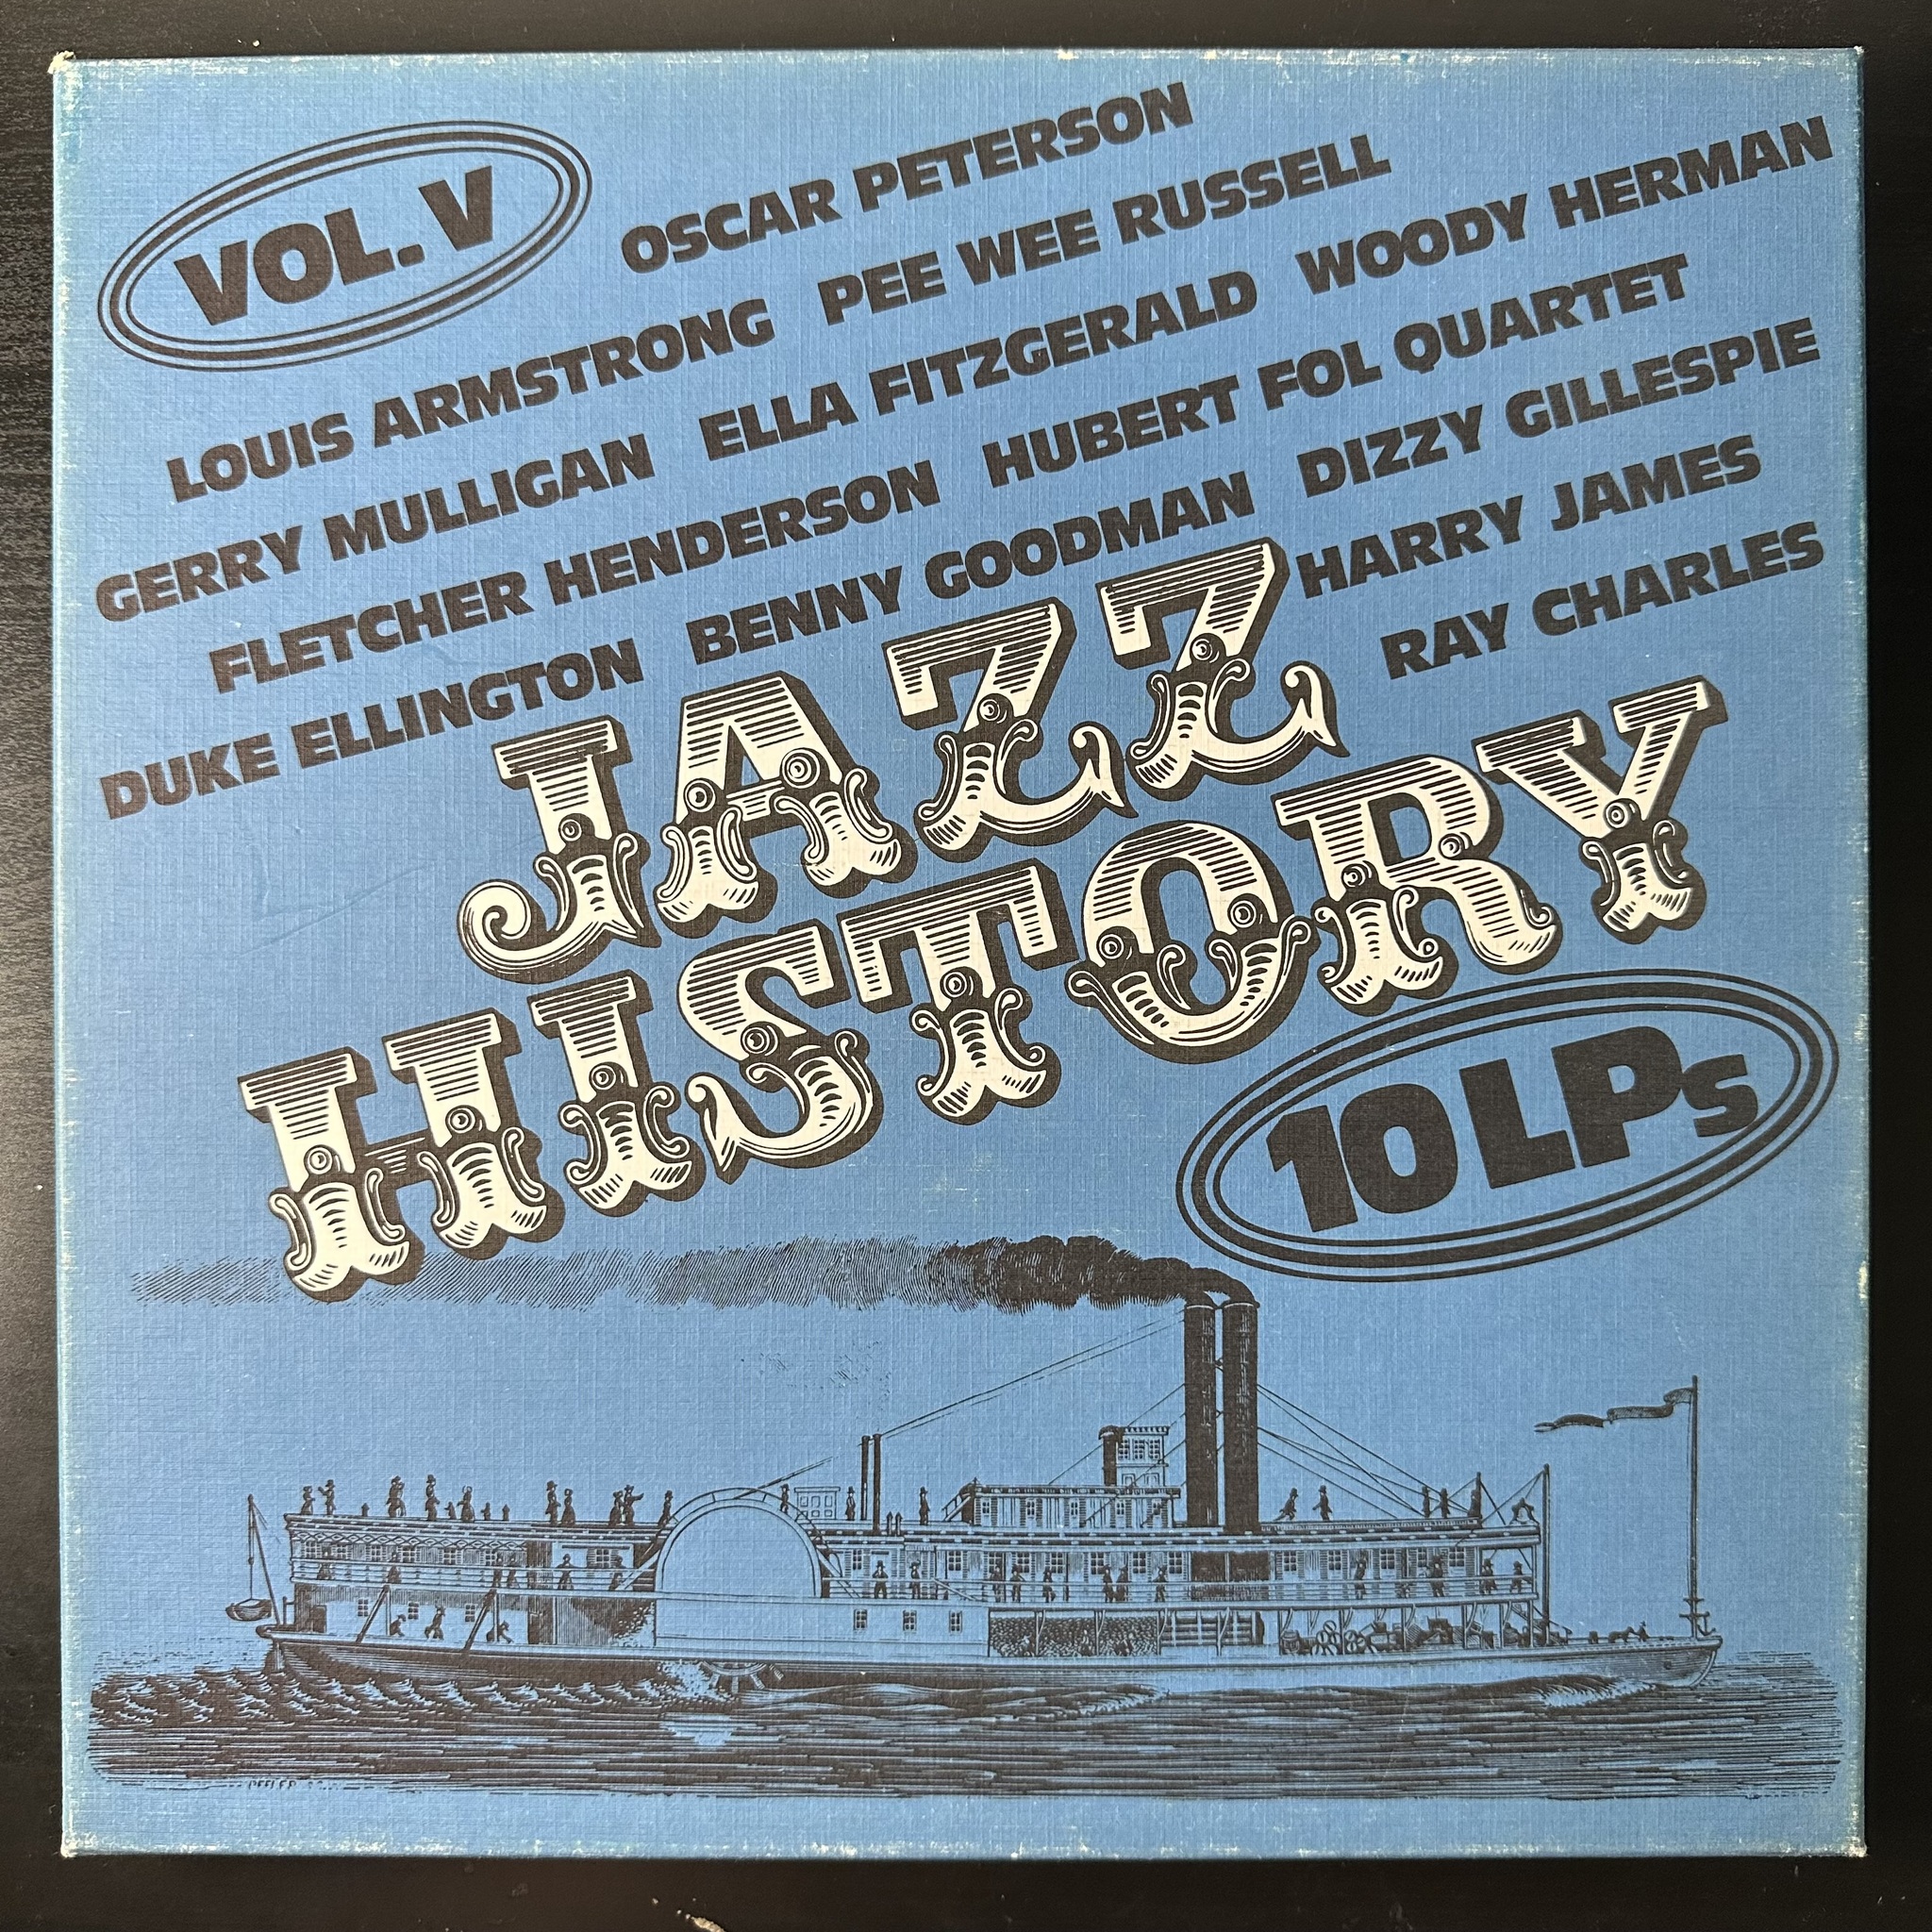 VOL. V
OSCAR PETERSON
LOUIS ARMSTRONG PEE WEE RUSSELL
GERRY MULLIGAN ELLA FITZGERALD WOODY HERMAN
FLETCHER HENDERSON HUBERT FOL QUARTET
DUKE ELLINGTON BENNY GOODMAN DIZZY GILLESPIE
HARRY JAMES
RAY CHARLES
JAZZ
HISTORY
10 LPs